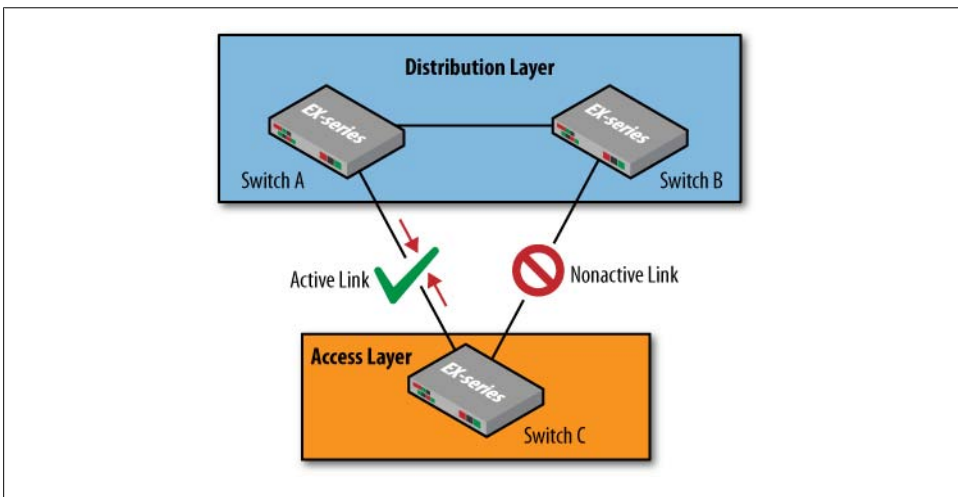 Distribution Layer
EX-series
EX-series
Switch A
Switch B
Active Link
Nonactive Link
Access Layer
EX-series
Switch C